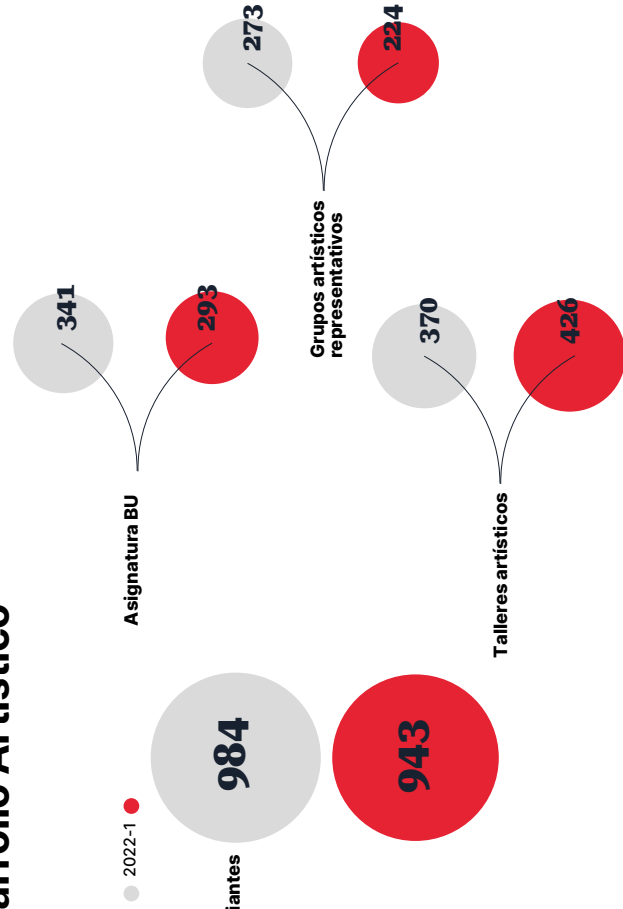 arrollo Artístico
2022-1
iantes
984
943
Asignatura BU
341
293
Grupos artísticos
representativos
273
224
Talleres artísticos
370
426